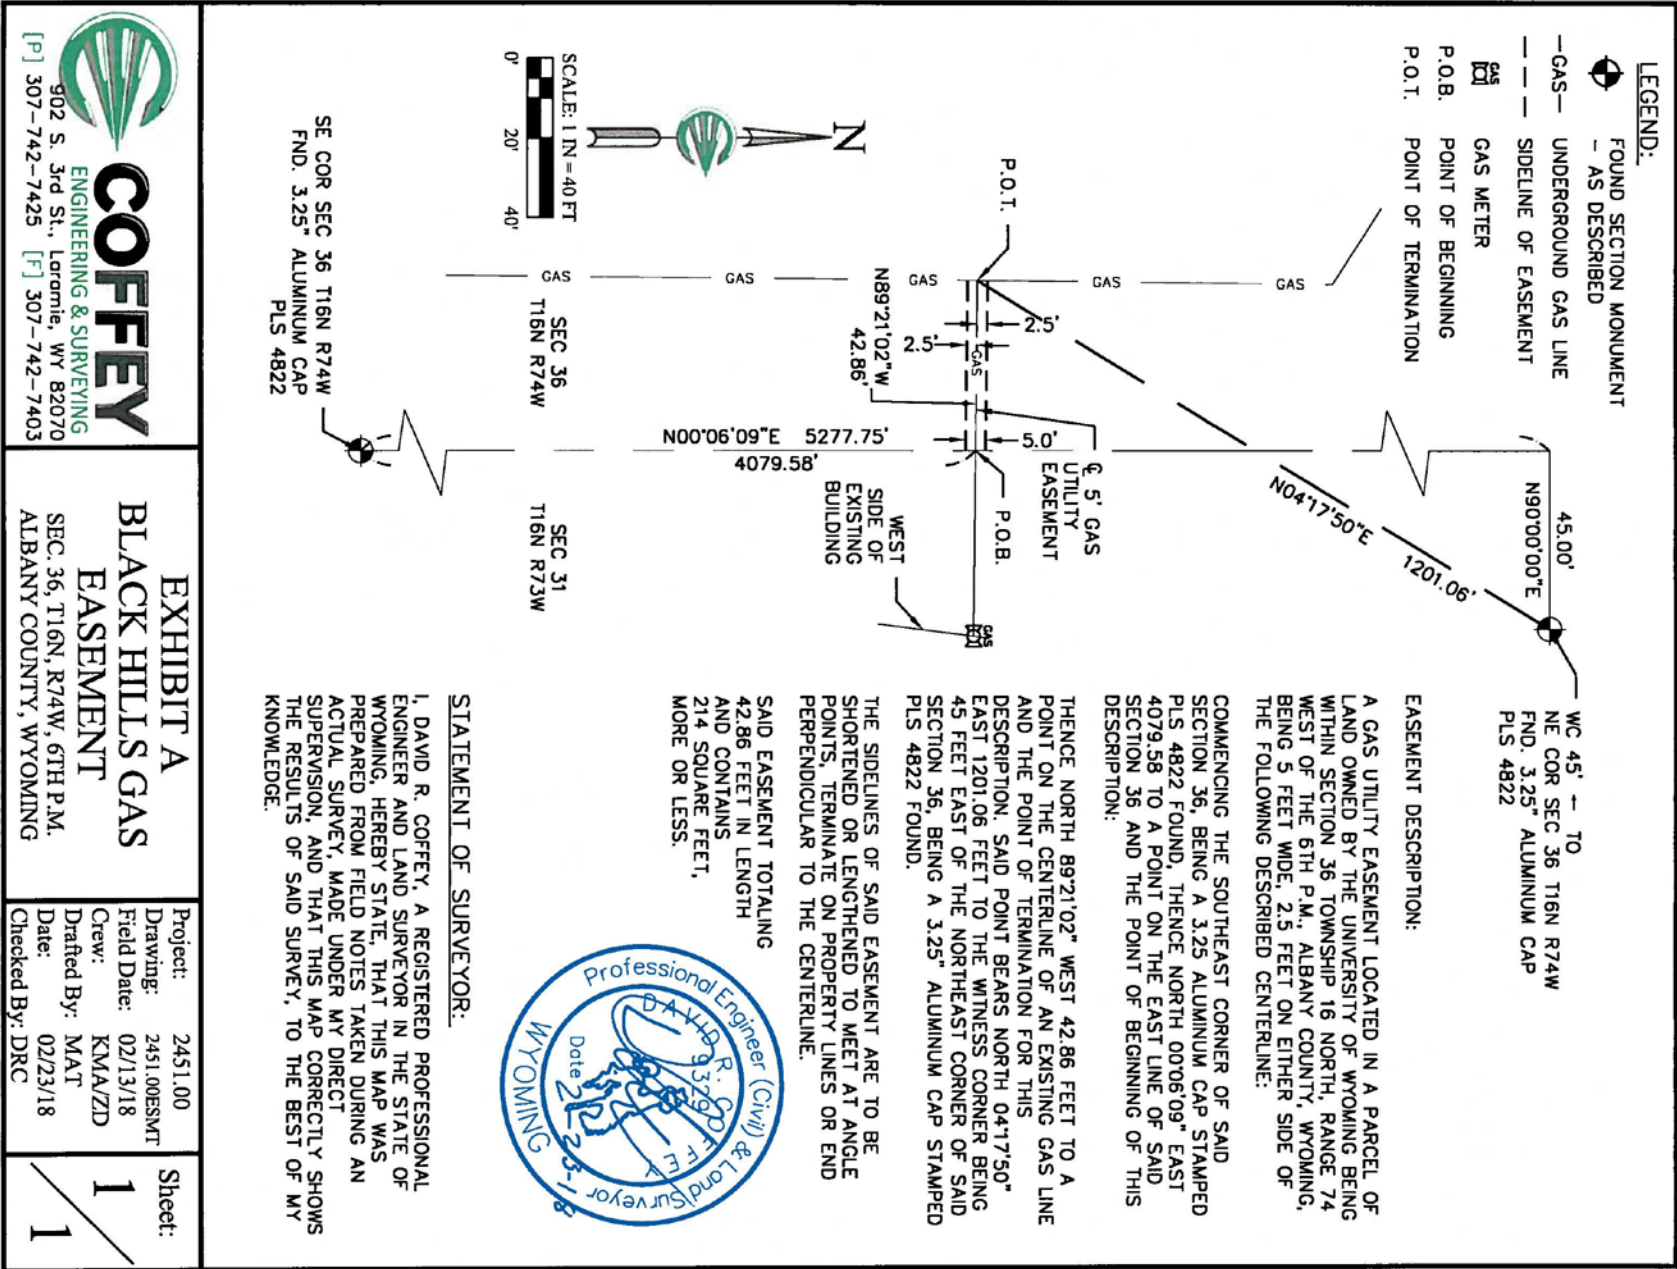 LEGEND:
FOUND SECTION MONUMENT
- AS DESCRIBED
—GAS— UNDERGROUND GAS LINE
— — — SIDELINE OF EASEMENT
GAS GAS METER
P.O.B. POINT OF BEGINNING
P.O.T. POINT OF TERMINATION
N
SCALE: 1 IN = 40 FT
0' 20' 40'
WC 45' ← TO
NE COR SEC 36 T16N R74W
FND. 3.25" ALUMINUM CAP
PLS 4822
45.00'
N90°00'00"E
N04°17'50"E 1201.06'
P.O.T.
GAS
GAS
GAS
GAS
GAS
GAS
2.5'
2.5'
N89°21'02"W
42.86'
5.0'
℄ 5' GAS
UTILITY
EASEMENT
P.O.B.
GAS
WEST
SIDE OF
EXISTING
BUILDING
N00°06'09"E 5277.75'
4079.58'
SEC 36
T16N R74W
SEC 31
T16N R73W
SE COR SEC 36 T16N R74W
FND. 3.25" ALUMINUM CAP
PLS 4822
EASEMENT DESCRIPTION:
A GAS UTILITY EASEMENT LOCATED IN A PARCEL OF
LAND OWNED BY THE UNIVERSITY OF WYOMING BEING
WITHIN SECTION 36 TOWNSHIP 16 NORTH, RANGE 74
WEST OF THE 6TH P.M., ALBANY COUNTY, WYOMING,
BEING 5 FEET WIDE, 2.5 FEET ON EITHER SIDE OF
THE FOLLOWING DESCRIBED CENTERLINE:
COMMENCING THE SOUTHEAST CORNER OF SAID
SECTION 36, BEING A 3.25 ALUMINUM CAP STAMPED
PLS 4822 FOUND, THENCE NORTH 00°06'09" EAST
4079.58 TO A POINT ON THE EAST LINE OF SAID
SECTION 36 AND THE POINT OF BEGINNING OF THIS
DESCRIPTION:
THENCE NORTH 89°21'02" WEST 42.86 FEET TO A
POINT ON THE CENTERLINE OF AN EXISTING GAS LINE
AND THE POINT OF TERMINATION FOR THIS
DESCRIPTION. SAID POINT BEARS NORTH 04°17'50"
EAST 1201.06 FEET TO THE WITNESS CORNER BEING
45 FEET EAST OF THE NORTHEAST CORNER OF SAID
SECTION 36, BEING A 3.25" ALUMINUM CAP STAMPED
PLS 4822 FOUND.
THE SIDELINES OF SAID EASEMENT ARE TO BE
SHORTENED OR LENGTHENED TO MEET AT ANGLE
POINTS, TERMINATE ON PROPERTY LINES OR END
PERPENDICULAR TO THE CENTERLINE.
SAID EASEMENT TOTALING
42.86 FEET IN LENGTH
AND CONTAINS
214 SQUARE FEET,
MORE OR LESS.
Professional Engineer (Civil) & Land Surveyor
DAVID R. COFFEY
9329
Date 2-23-18
WYOMING
STATEMENT OF SURVEYOR:
I, DAVID R. COFFEY, A REGISTERED PROFESSIONAL
ENGINEER AND LAND SURVEYOR IN THE STATE OF
WYOMING, HEREBY STATE, THAT THIS MAP WAS
PREPARED FROM FIELD NOTES TAKEN DURING AN
ACTUAL SURVEY, MADE UNDER MY DIRECT
SUPERVISION, AND THAT THIS MAP CORRECTLY SHOWS
THE RESULTS OF SAID SURVEY, TO THE BEST OF MY
KNOWLEDGE.
COFFEY
ENGINEERING & SURVEYING
902 S. 3rd St., Laramie, WY 82070
[P] 307-742-7425 [F] 307-742-7403
EXHIBIT A
BLACK HILLS GAS
EASEMENT
SEC. 36, T16N, R74W, 6TH P.M.
ALBANY COUNTY, WYOMING
Project: 2451.00
Drawing: 2451.00ESMT
Field Date: 02/13/18
Crew: KMA/ZD
Drafted By: MAT
Date: 02/23/18
Checked By: DRC
Sheet:
1
1